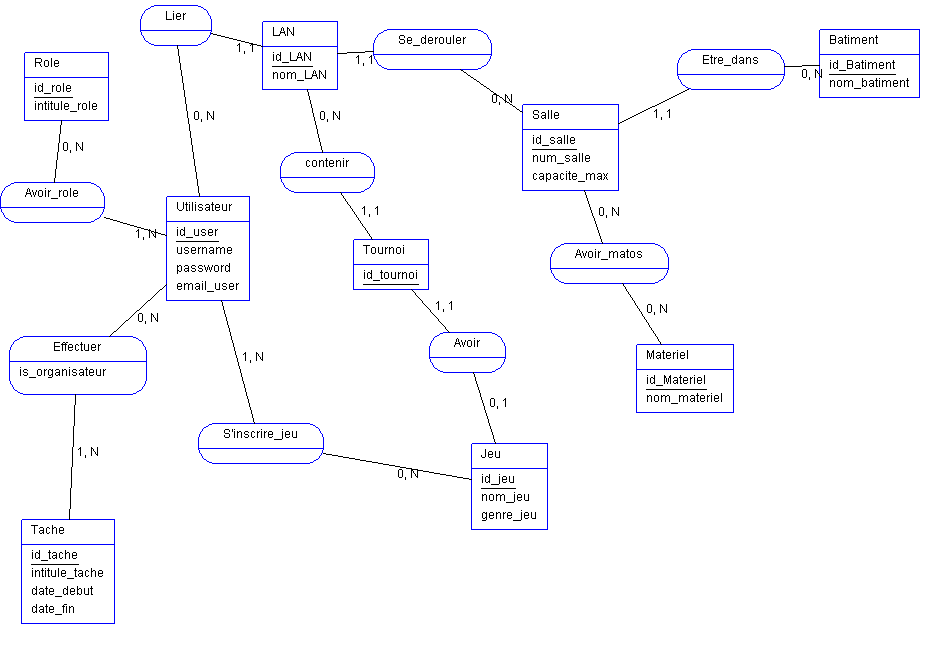 Lier
1, 1
0, N
LAN
id_LAN
nom_LAN
1, 1
Se_derouler
0, N
Etre_dans
0, N
1, 1
Batiment
id_Batiment
nom_batiment
Role
id_role
intitule_role
0, N
Avoir_role
1, N
0, N
contenir
1, 1
Salle
id_salle
num_salle
capacite_max
0, N
Avoir_matos
0, N
Utilisateur
id_user
username
password
email_user
Tournoi
id_tournoi
1, 1
Avoir
0, 1
Materiel
id_Materiel
nom_materiel
0, N
Effectuer
is_organisateur
1, N
1, N
S'inscrire_jeu
0, N
Jeu
id_jeu
nom_jeu
genre_jeu
Tache
id_tache
intitule_tache
date_debut
date_fin